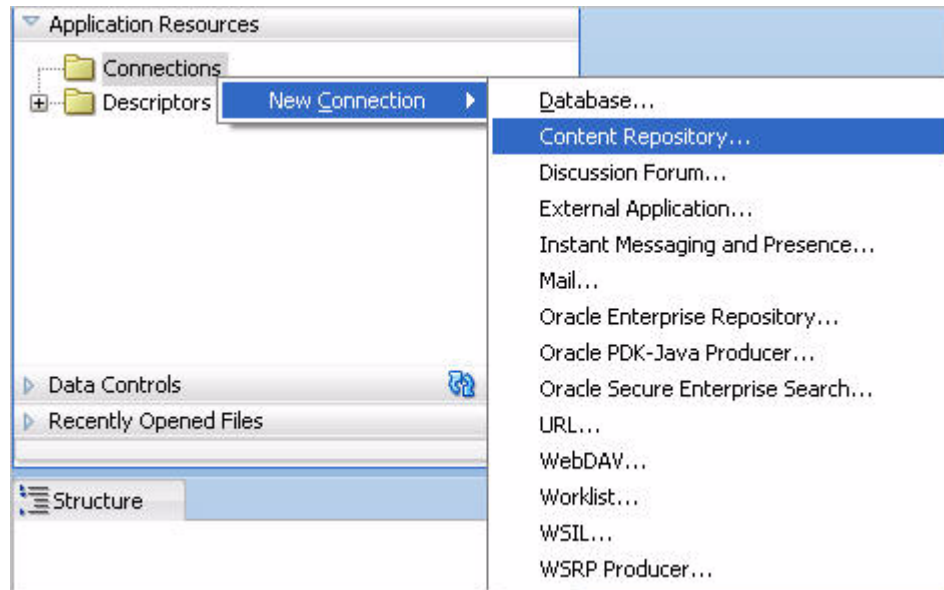 Application Resources
Connections
Descriptors
New Connection
Database...
Content Repository...
Discussion Forum...
External Application...
Instant Messaging and Presence...
Mail...
Oracle Enterprise Repository...
Oracle PDK-Java Producer...
Oracle Secure Enterprise Search...
URL...
WebDAV...
Worklist...
WSIL...
WSRP Producer...
Data Controls
Recently Opened Files
Structure